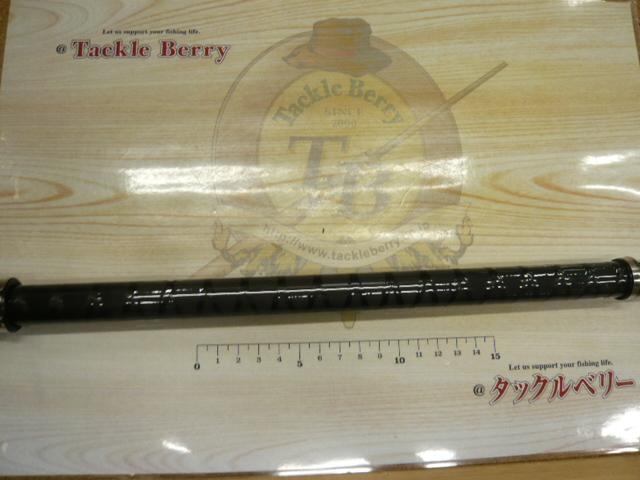 Let us support your fishing life.
@ Tackle Berry
Tackle Berry
SINCE
2000
TB
http://www.tackleberry.co.jp
0 1 2 3 4 5 6 7 8 9 10 11 12 13 14 15
Let us support your fishing life.
@ タックルベリー